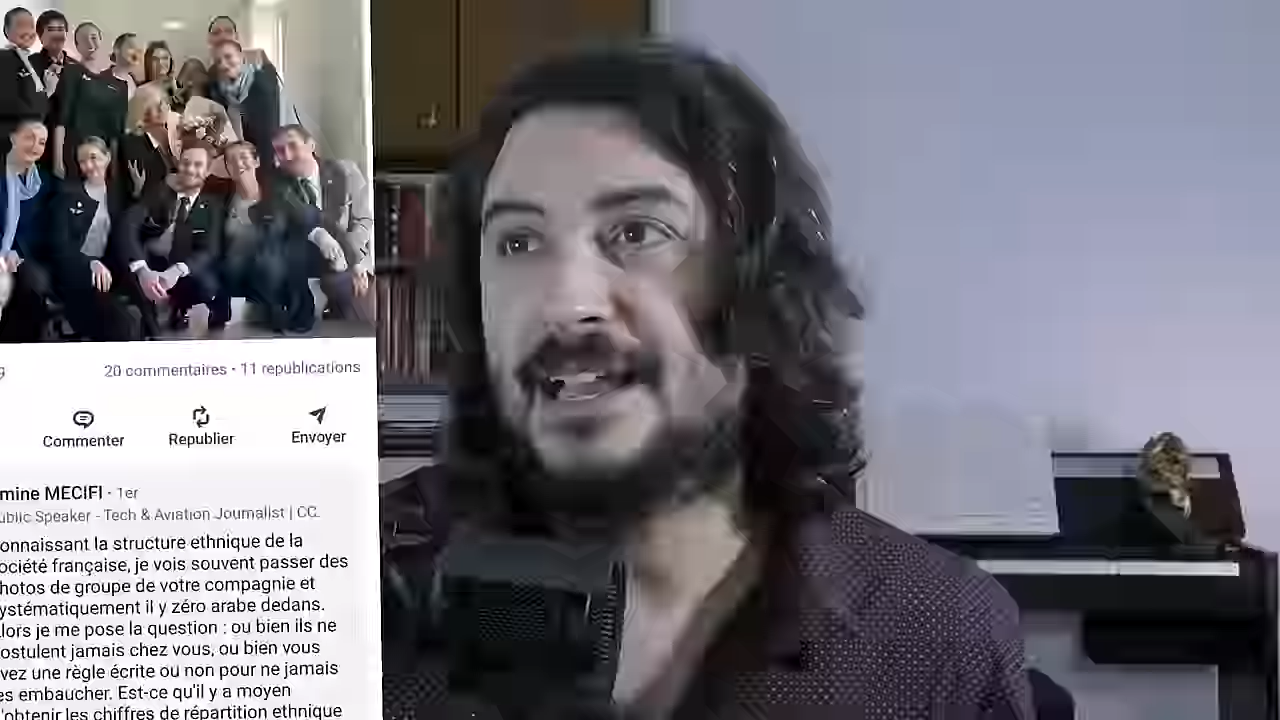 20 commentaires • 11 republications
Commenter
Republier
Envoyer
mine MECIFI • 1er
ublic Speaker - Tech & Aviation Journalist | CC.
onnaissant la structure ethnique de la
ociété française, je vois souvent passer des
hotos de groupe de votre compagnie et
ystématiquement il y zéro arabe dedans.
lors je me pose la question : ou bien ils ne
ostulent jamais chez vous, ou bien vous
vez une règle écrite ou non pour ne jamais
es embaucher. Est-ce qu'il y a moyen
'obtenir les chiffres de répartition ethnique